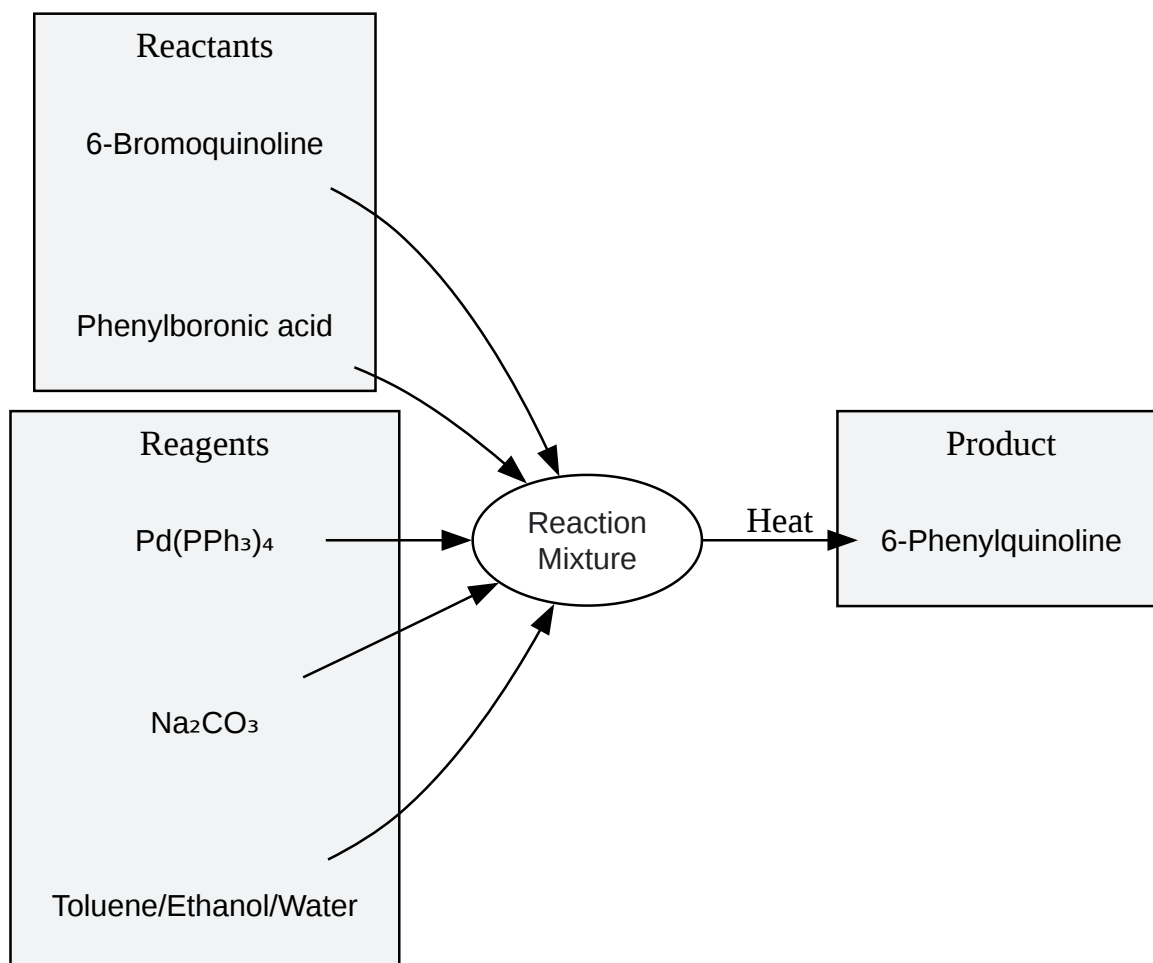 Reactants
6-Bromoquinoline
Phenylboronic acid
Reagents
Pd(PPh₃)₄
Na₂CO₃
Toluene/Ethanol/Water
Reaction
Mixture
Heat
Product
6-Phenylquinoline